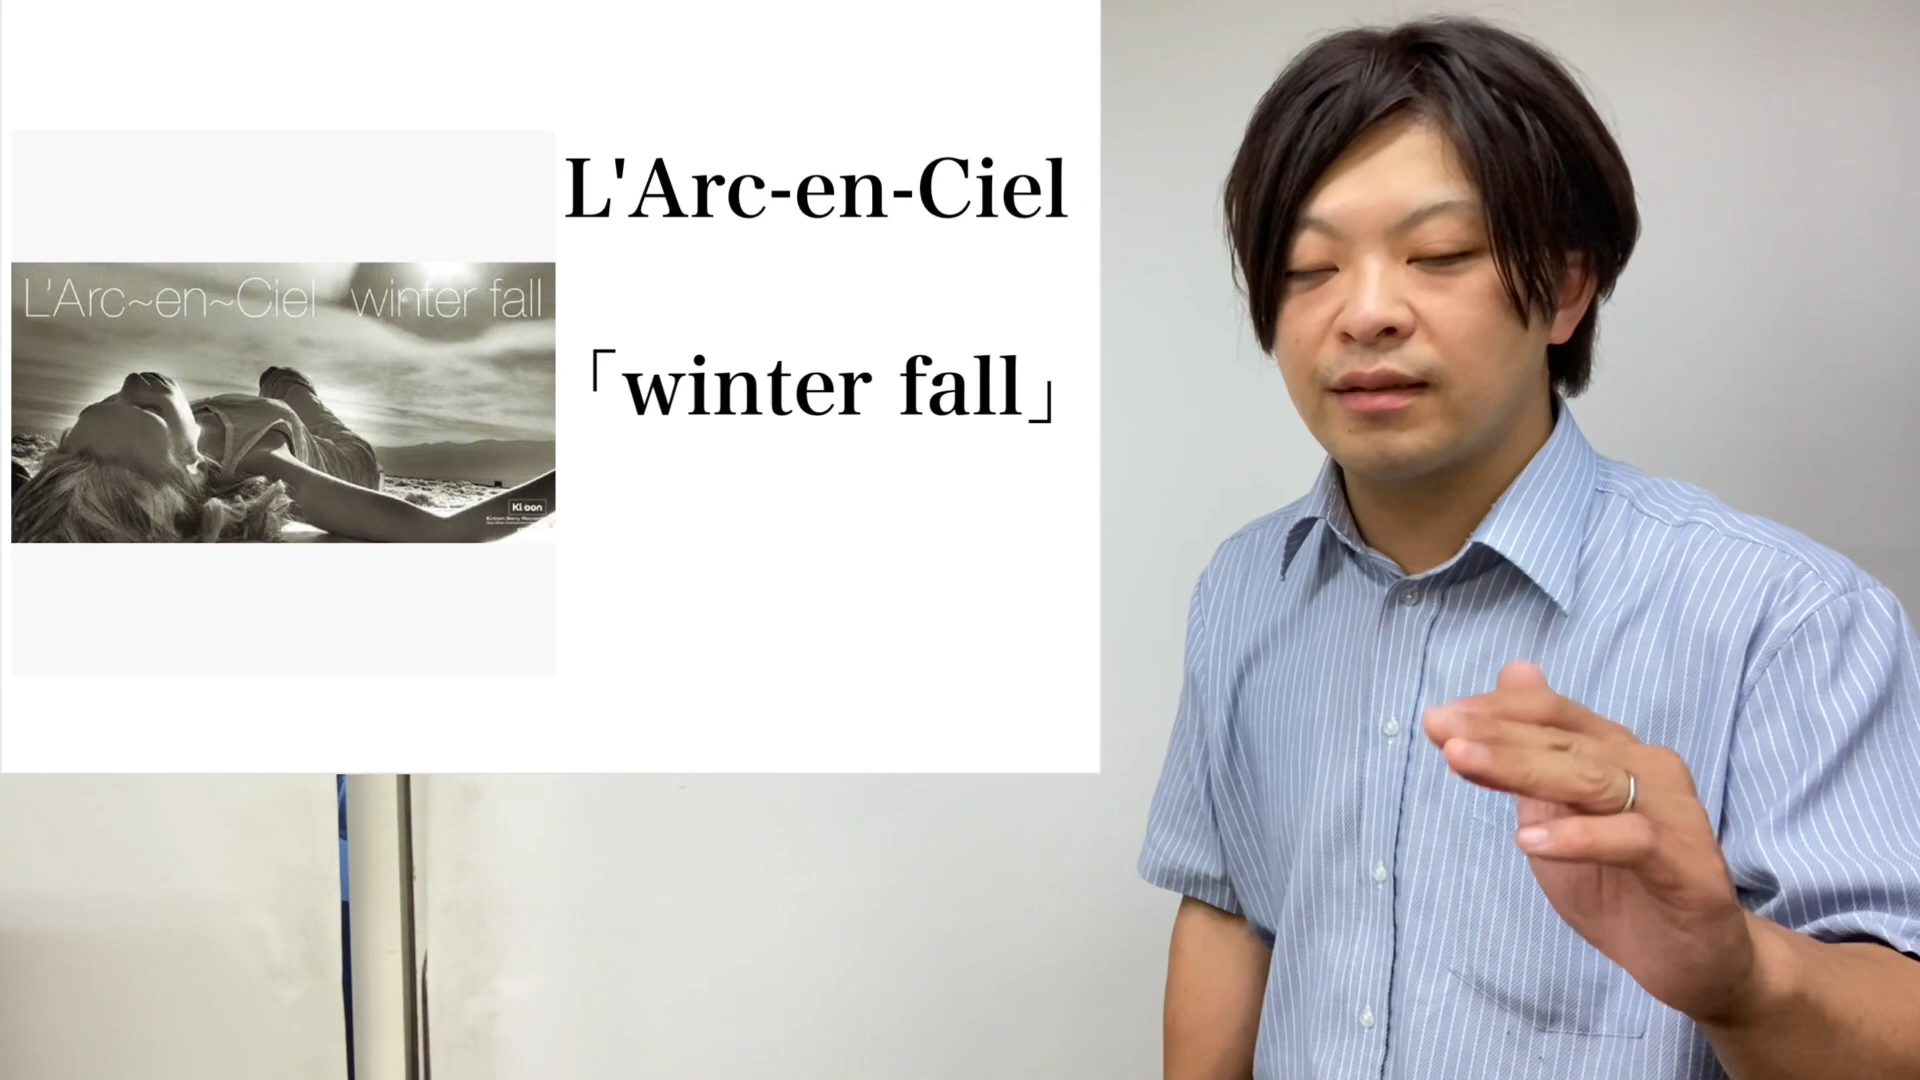 L'Arc~en~Ciel winter fall
Ki oon
L'Arc-en-Ciel
「winter fall」